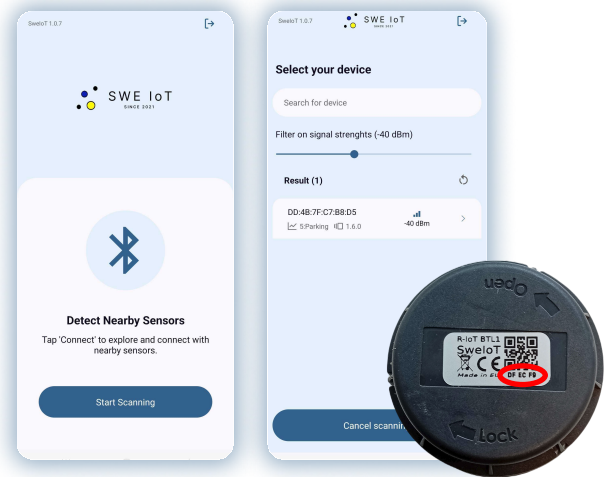 SweIoT 1.0.7
SWE IoT
SINCE 2021
Detect Nearby Sensors
Tap 'Connect' to explore and connect with
nearby sensors.
Start Scanning
SweIoT 1.0.7
SWE IoT
SINCE 2021
Select your device
Search for device
Filter on signal strenghts (-40 dBm)
Result (1)
DD:4B:7F:C7:B8:D5
5:Parking 1.6.0
-40 dBm
Cancel
Open
R-IoT BTL1
SweIoT
CE
Made in
DF EC F9
Lock